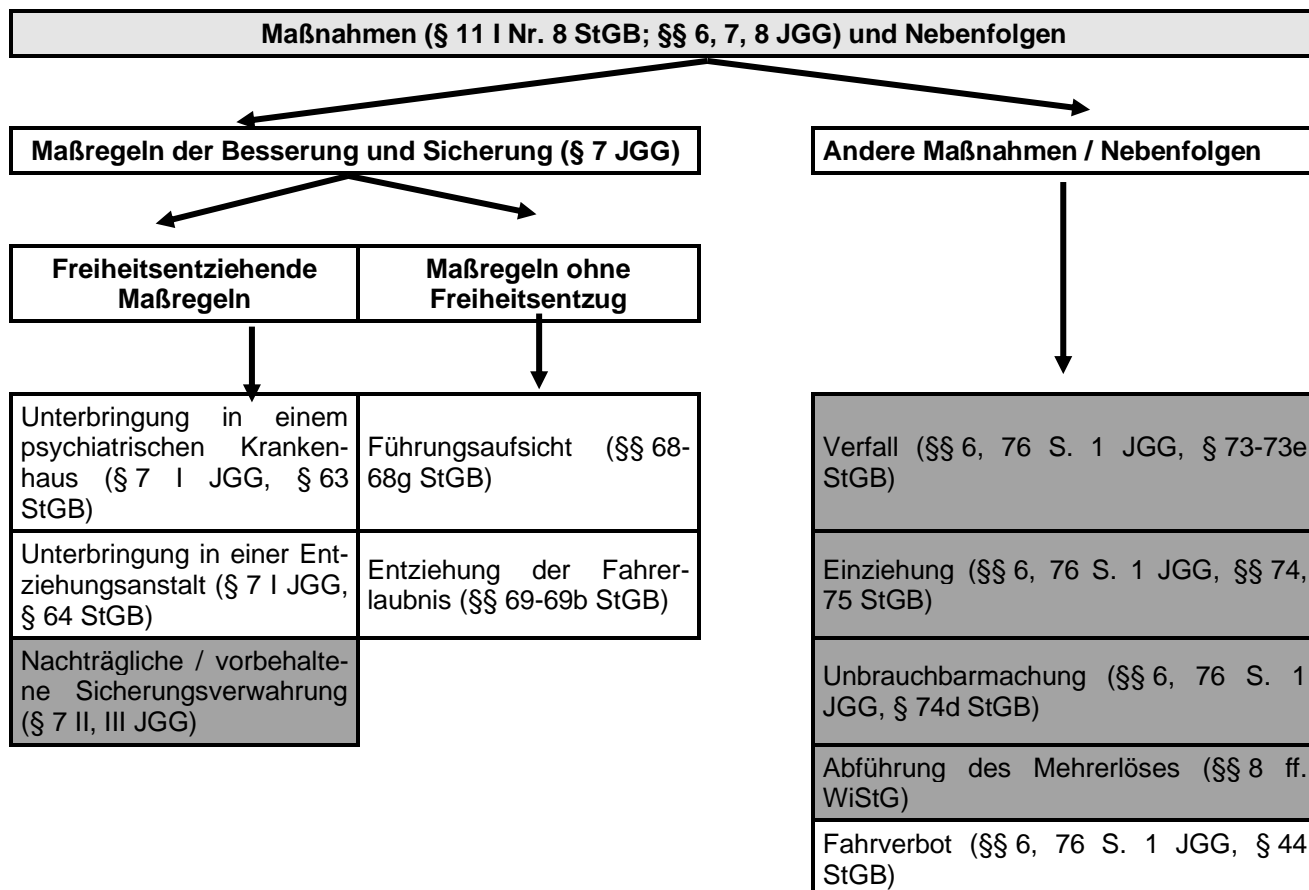 Maßnahmen (§ 11 I Nr. 8 StGB; §§ 6, 7, 8 JGG) und Nebenfolgen
Maßregeln der Besserung und Sicherung (§ 7 JGG)
Andere Maßnahmen / Nebenfolgen
Freiheitsentziehende
Maßregeln
Maßregeln ohne
Freiheitsentzug
Unterbringung in einem
psychiatrischen Kranken-
haus (§ 7 I JGG, § 63
StGB)
Führungsaufsicht (§§ 68-
68g StGB)
Verfall (§§ 6, 76 S. 1 JGG, § 73-73e
StGB)
Unterbringung in einer Ent-
ziehungsanstalt (§ 7 I JGG,
§ 64 StGB)
Entziehung der Fahrer-
laubnis (§§ 69-69b StGB)
Einziehung (§§ 6, 76 S. 1 JGG, §§ 74,
75 StGB)
Nachträgliche / vorbehalte-
ne Sicherungsverwahrung
(§ 7 II, III JGG)
Unbrauchbarmachung (§§ 6, 76 S. 1
JGG, § 74d StGB)
Abführung des Mehrerlöses (§§ 8 ff.
WiStG)
Fahrverbot (§§ 6, 76 S. 1 JGG, § 44
StGB)